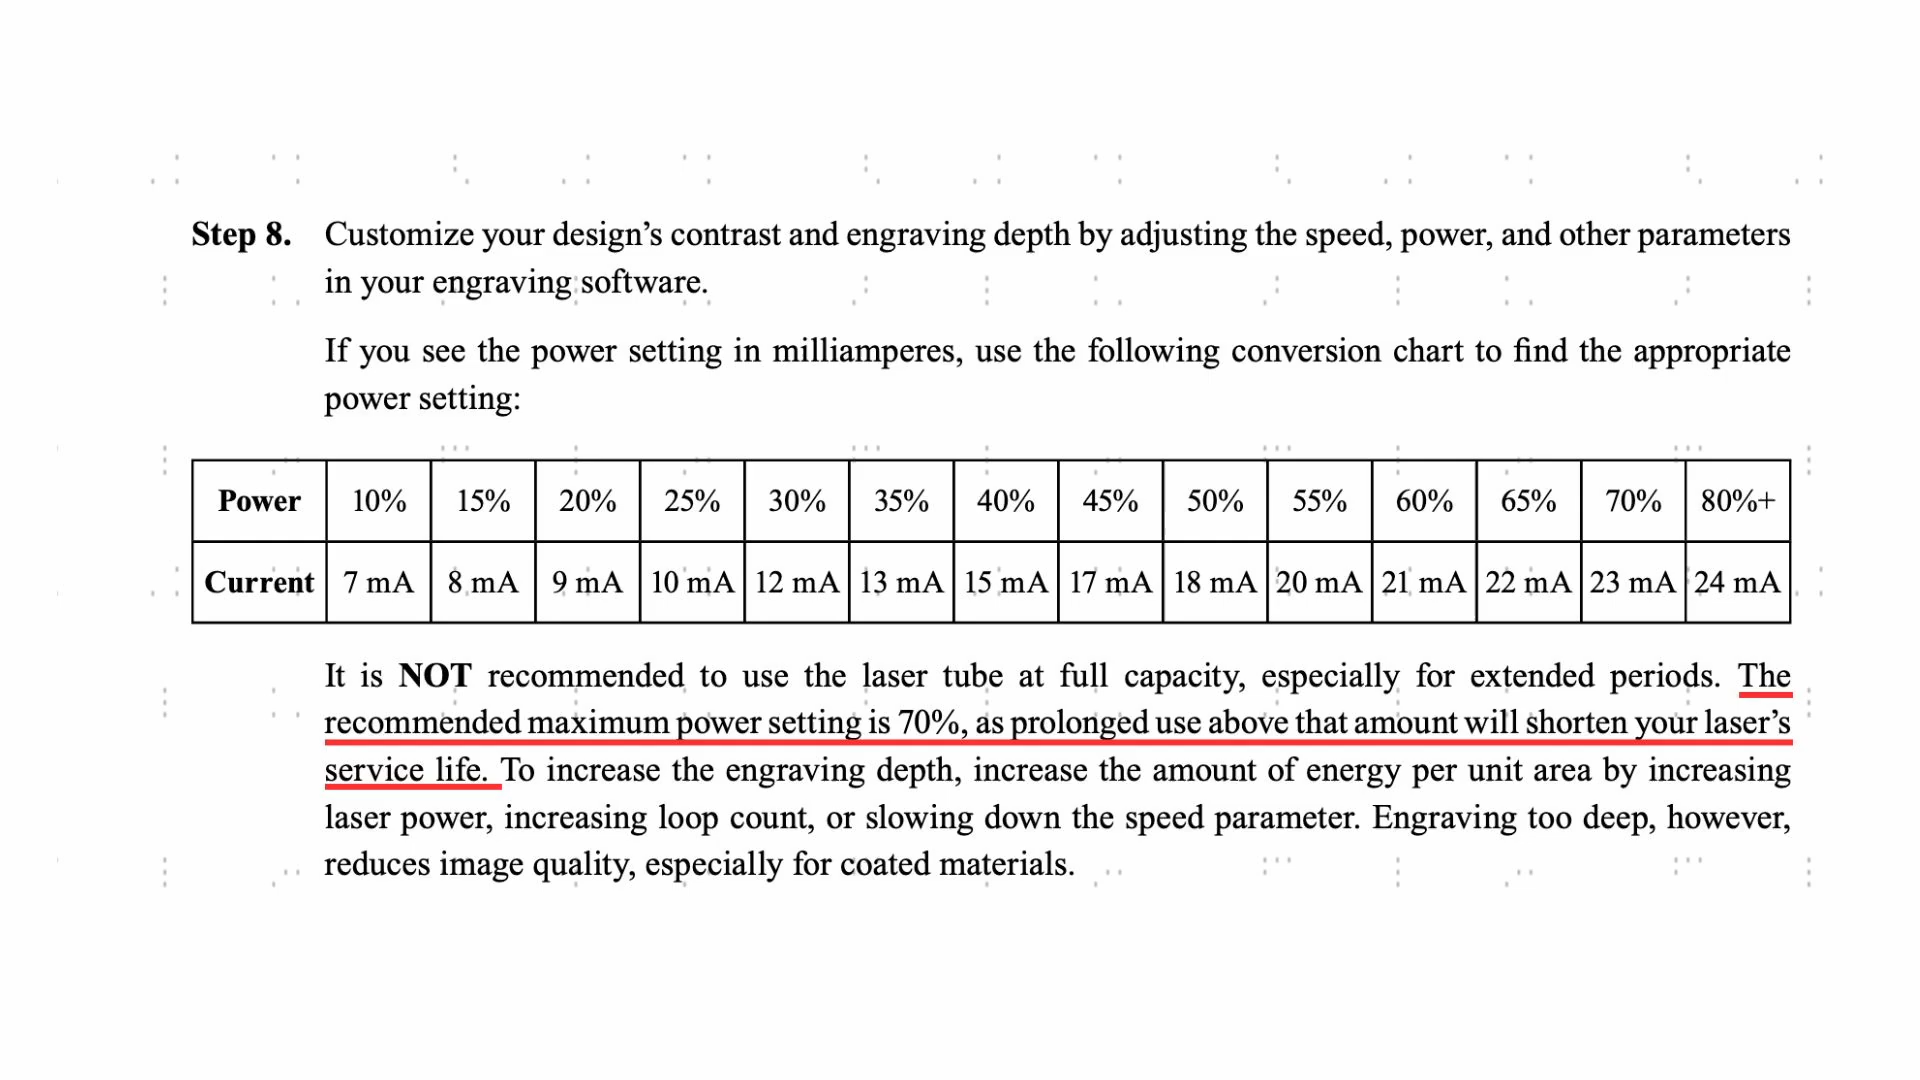 Step 8. Customize your design’s contrast and engraving depth by adjusting the speed, power, and other parameters
in your engraving software.
If you see the power setting in milliamperes, use the following conversion chart to find the appropriate
power setting:
Power 10% 15% 20% 25% 30% 35% 40% 45% 50% 55% 60% 65% 70% 80%+
Current 7 mA 8 mA 9 mA 10 mA 12 mA 13 mA 15 mA 17 mA 18 mA 20 mA 21 mA 22 mA 23 mA 24 mA
It is NOT recommended to use the laser tube at full capacity, especially for extended periods. The
recommended maximum power setting is 70%, as prolonged use above that amount will shorten your laser’s
service life. To increase the engraving depth, increase the amount of energy per unit area by increasing
laser power, increasing loop count, or slowing down the speed parameter. Engraving too deep, however,
reduces image quality, especially for coated materials.